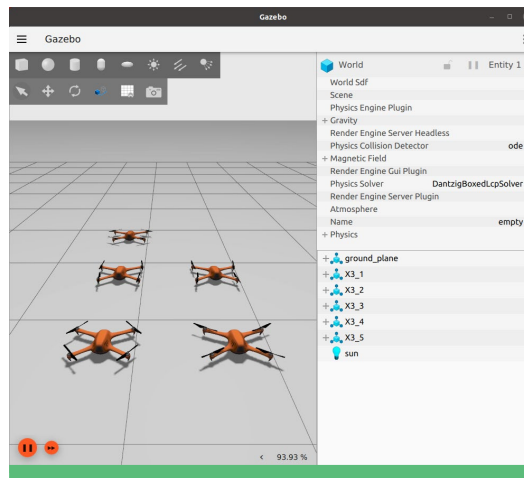 Gazebo
Gazebo
World
Entity 1
World Sdf
Scene
Physics Engine Plugin
+ Gravity
Render Engine Server Headless
Physics Collision Detector ode
+ Magnetic Field
Render Engine Gui Plugin
Physics Solver DantzigBoxedLcpSolver
Render Engine Server Plugin
Atmosphere
Name empty
+ Physics
+ ground_plane
+ X3_1
+ X3_2
+ X3_3
+ X3_4
+ X3_5
sun
< 93.93 %